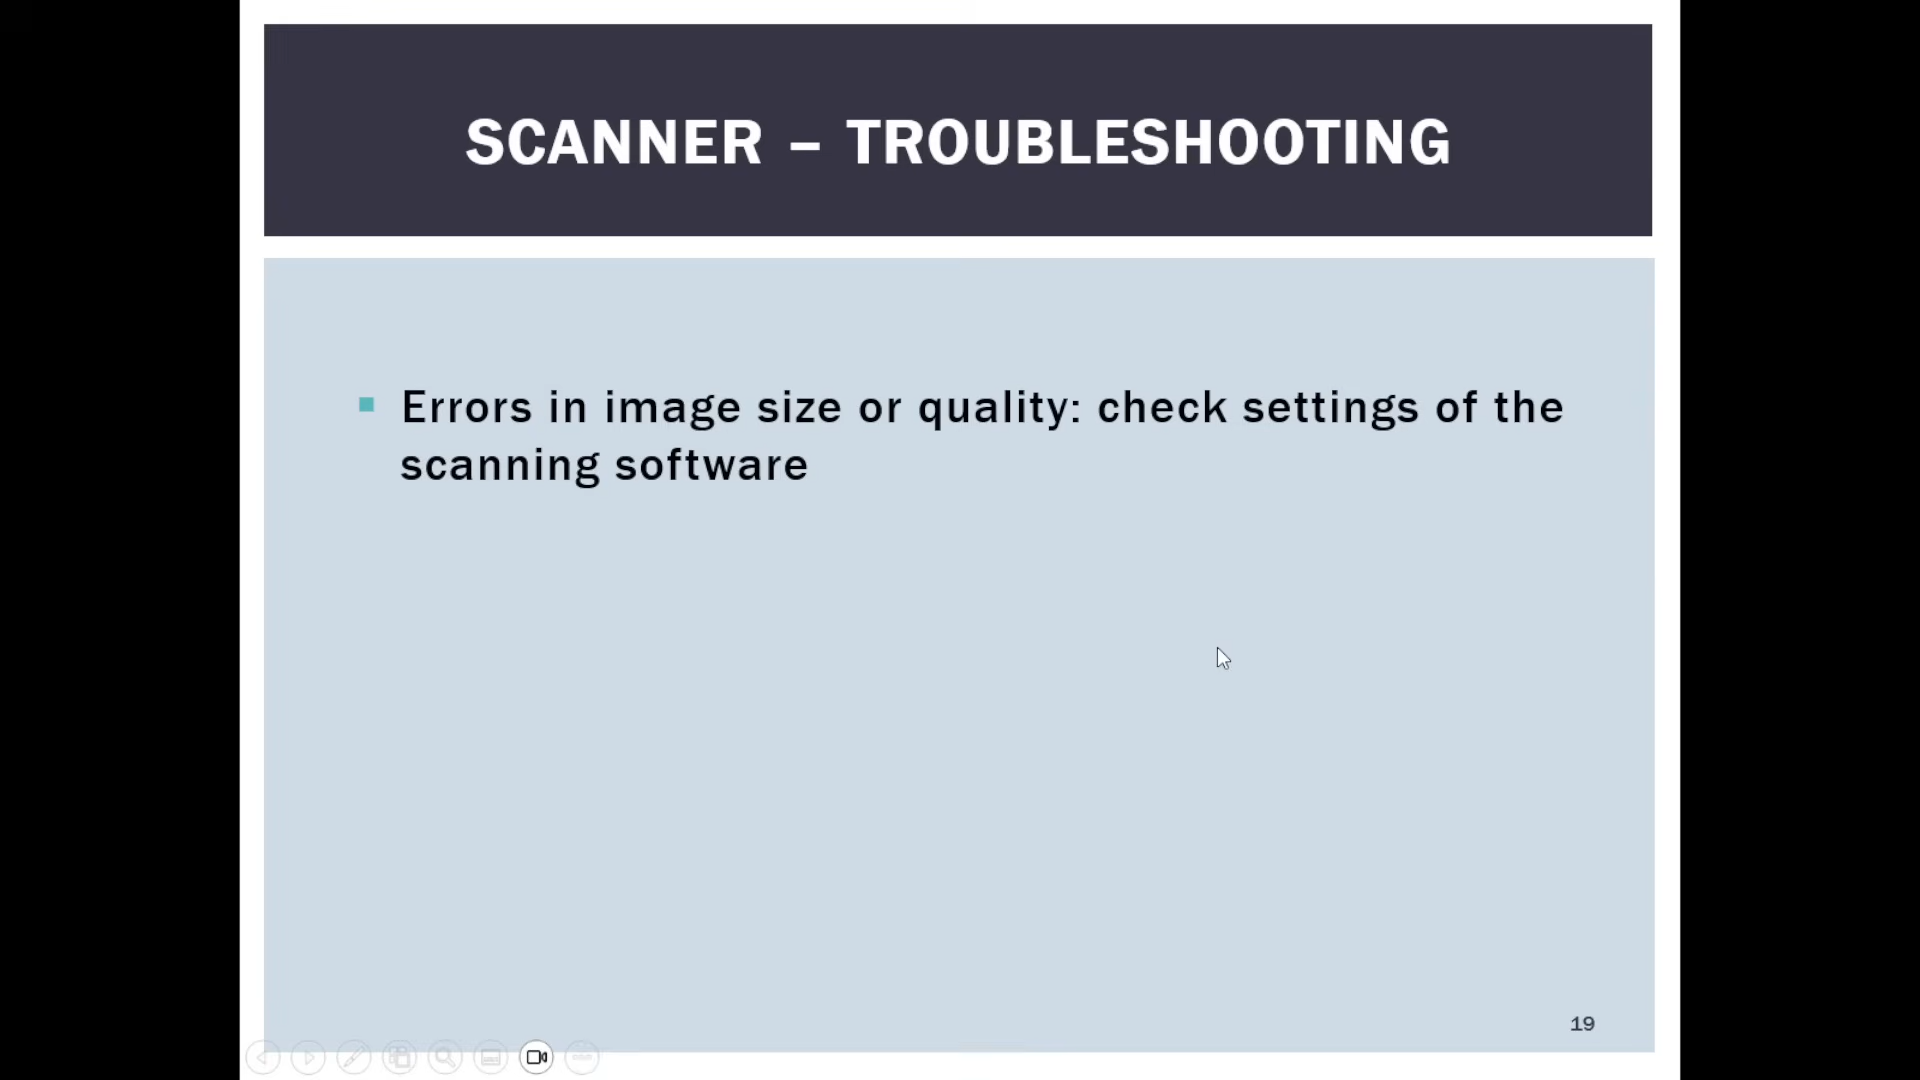 SCANNER – TROUBLESHOOTING
Errors in image size or quality: check settings of the
scanning software
19